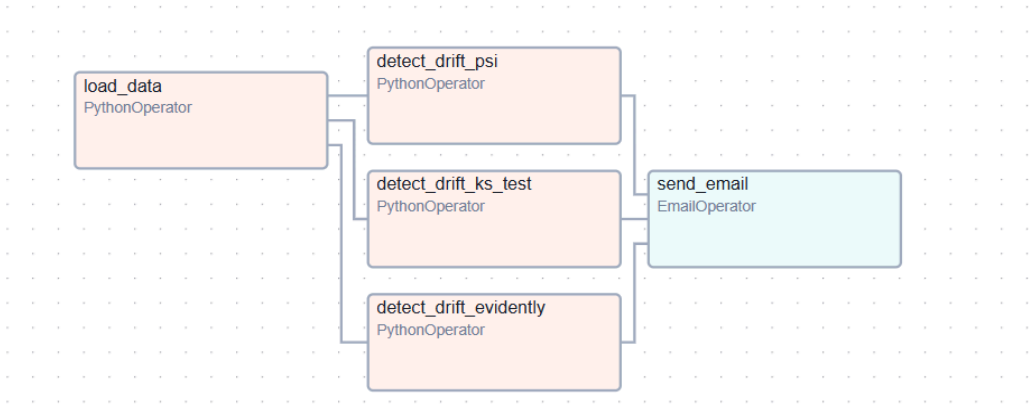 load_data
PythonOperator
detect_drift_psi
PythonOperator
detect_drift_ks_test
PythonOperator
detect_drift_evidently
PythonOperator
send_email
EmailOperator